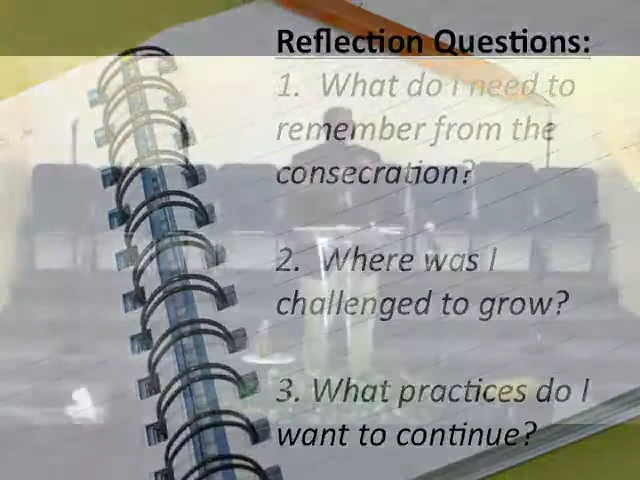 Reflection Questions:
1. What do I need to
remember from the
consecration?
2. Where was I
challenged to grow?
3. What practices do I
want to continue?